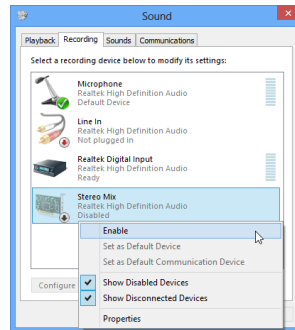 Sound
Playback Recording Sounds Communications
Select a recording device below to modify its settings:
Microphone
Realtek High Definition Audio
Default Device
Line In
Realtek High Definition Audio
Not plugged in
Realtek Digital Input
Realtek High Definition Audio
Ready
Stereo Mix
Realtek High Definition Audio
Disabled
Enable
Set as Default Device
Set as Default Communication Device
Configure
Show Disabled Devices
Show Disconnected Devices
Properties